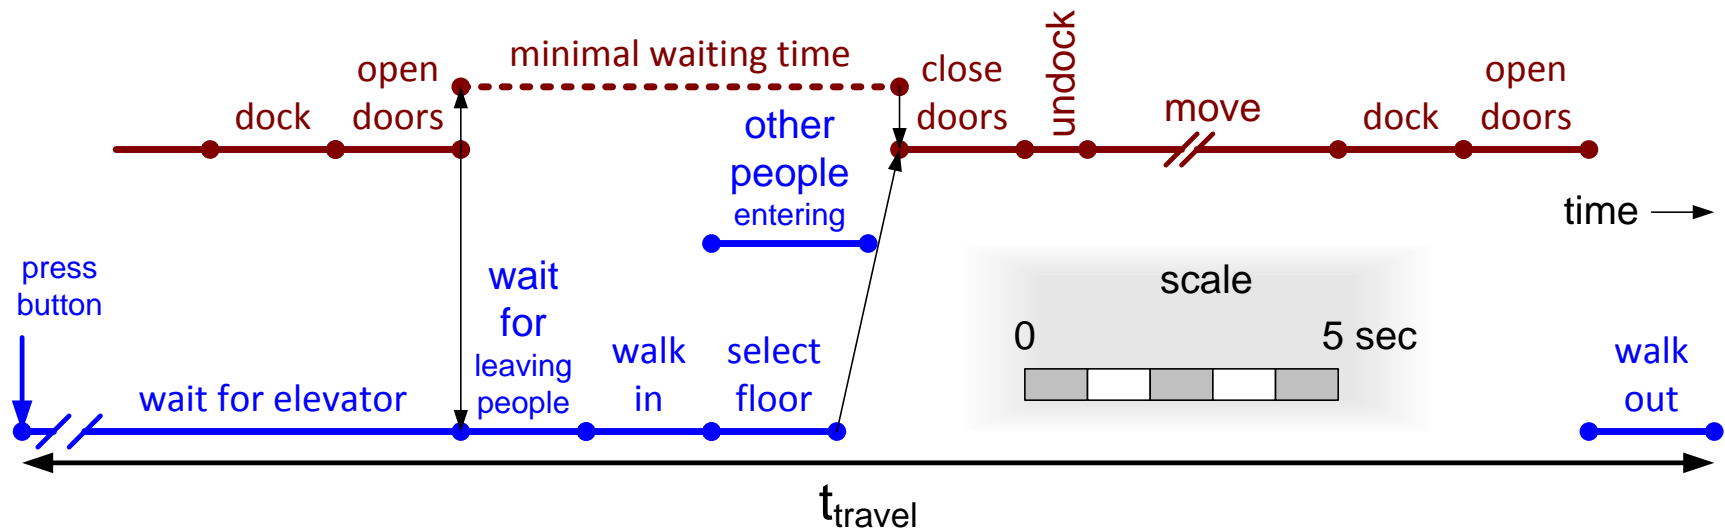 open
doors
dock
minimal waiting time
close
doors
undock
move
dock
open
doors
other
people
entering
time
press
button
wait
for
leaving
people
scale
0
5 sec
wait for elevator
walk
in
select
floor
walk
out
ttravel